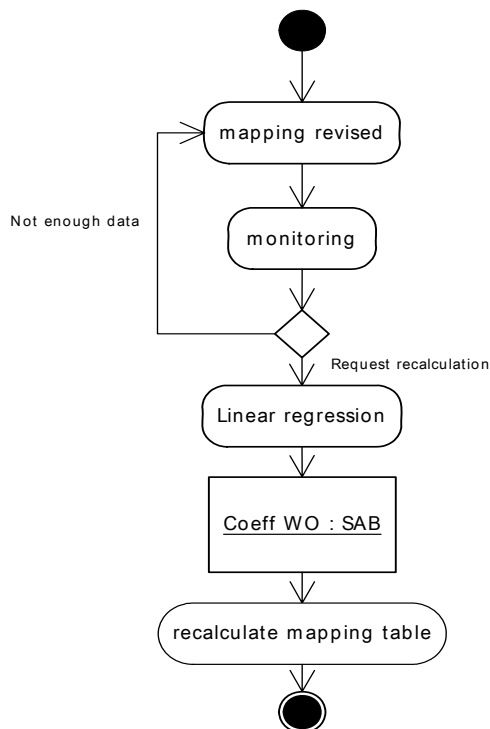 mapping revised
Not enough data
monitoring
Request recalculation
Linear regression
Coeff WO : SAB
recalculate mapping table